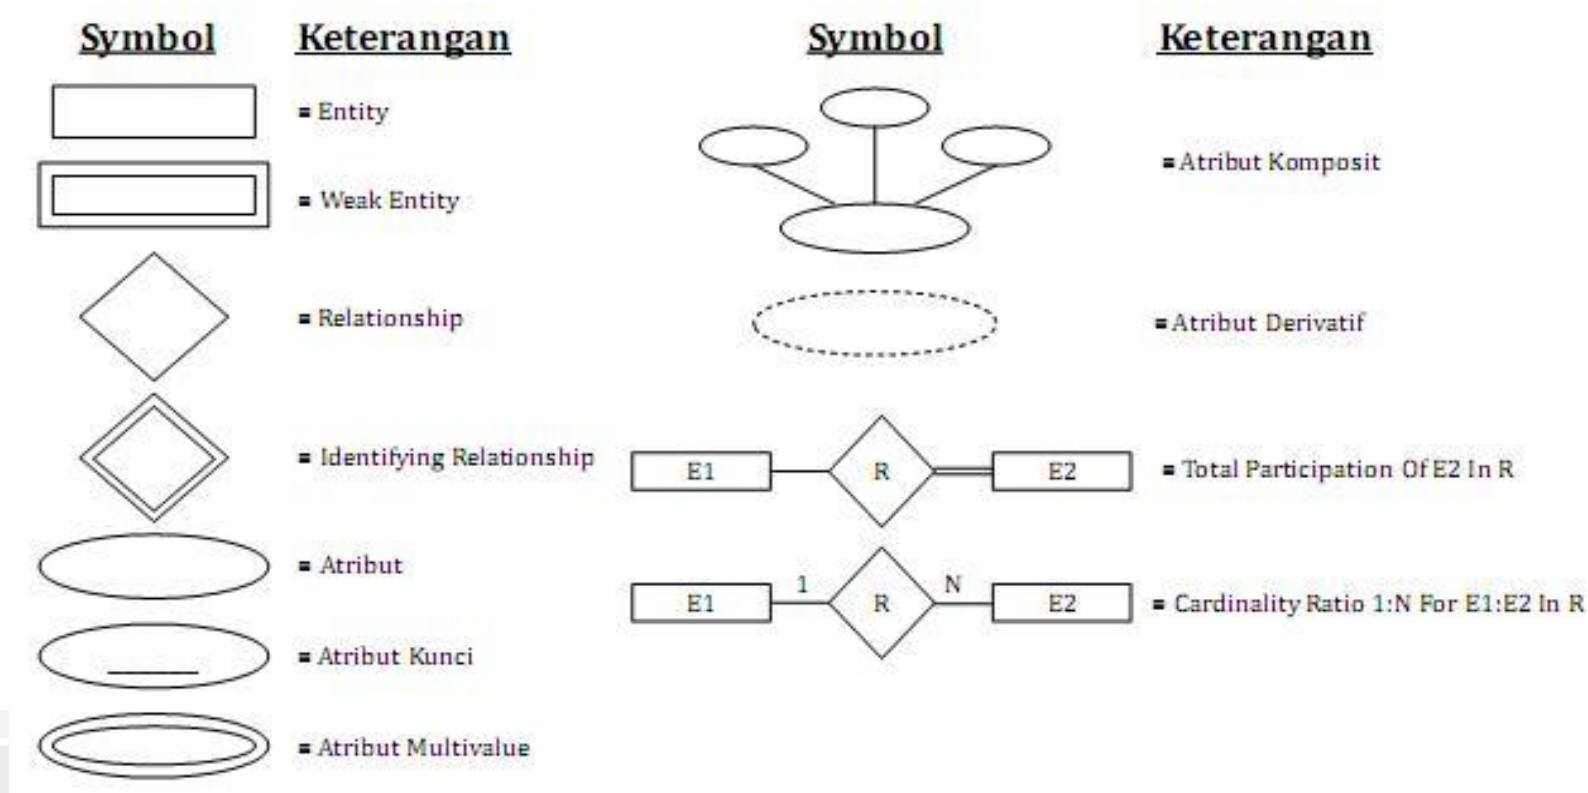 Symbol Keterangan
= Entity
= Weak Entity
= Relationship
= Identifying Relationship
= Atribut
= Atribut Kunci
= Atribut Multivalue
Symbol Keterangan
= Atribut Komposit
= Atribut Derivatif
E1 R E2 = Total Participation Of E2 In R
E1 1 R N E2 = Cardinality Ratio 1:N For E1:E2 In R